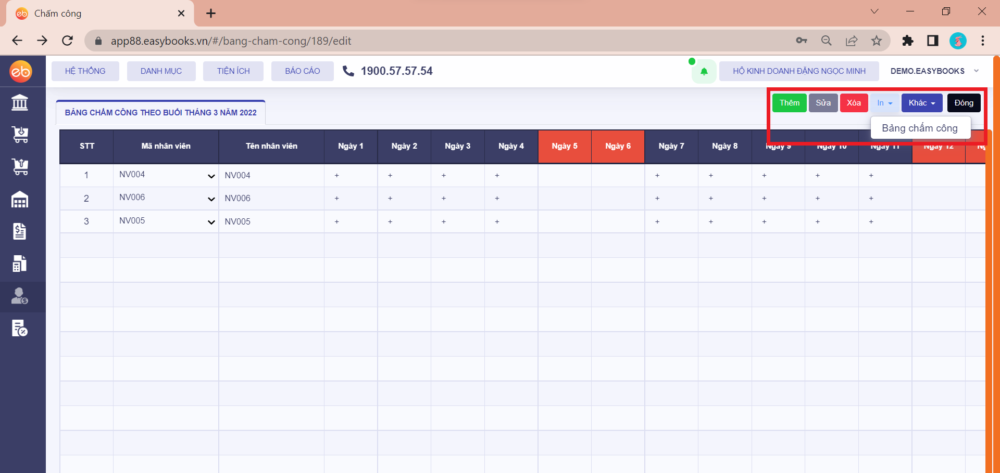 Chấm công
app88.easybooks.vn/#/bang-cham-cong/189/edit
eb HỆ THỐNG DANH MỤC TIỆN ÍCH BÁO CÁO 1900.57.57.54 HỘ KINH DOANH ĐẶNG NGỌC MINH DEMO.EASYBOOKS
Thêm Sửa Xóa In Khác Đóng
BẢNG CHẤM CÔNG THEO BUỔI THÁNG 3 NĂM 2022
Bảng chấm công
STT Mã nhân viên Tên nhân viên Ngày 1 Ngày 2 Ngày 3 Ngày 4 Ngày 5 Ngày 6 Ngày 7 Ngày 8 Ngày 9 Ngày 10 Ngày 11 Ngày 12
1 NV004 NV004 + + + + + + + + +
2 NV006 NV006 + + + + + + + + +
3 NV005 NV005 + + + + + + + + +